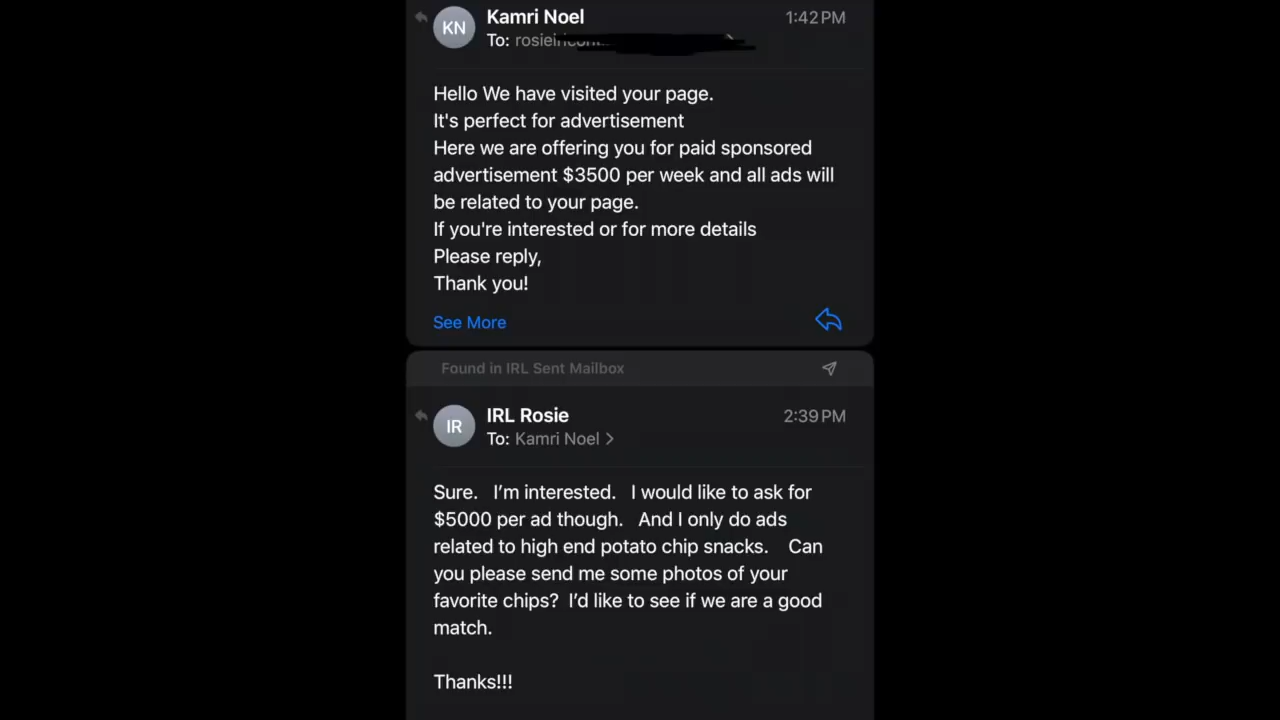 KN
Kamri Noel
1:42 PM
To:
Hello We have visited your page.
It's perfect for advertisement
Here we are offering you for paid sponsored
advertisement $3500 per week and all ads will
be related to your page.
If you're interested or for more details
Please reply,
Thank you!
See More
Found in IRL Sent Mailbox
IR
IRL Rosie
2:39 PM
To: Kamri Noel
Sure. I'm interested. I would like to ask for
$5000 per ad though. And I only do ads
related to high end potato chip snacks. Can
you please send me some photos of your
favorite chips? I'd like to see if we are a good
match.
Thanks!!!